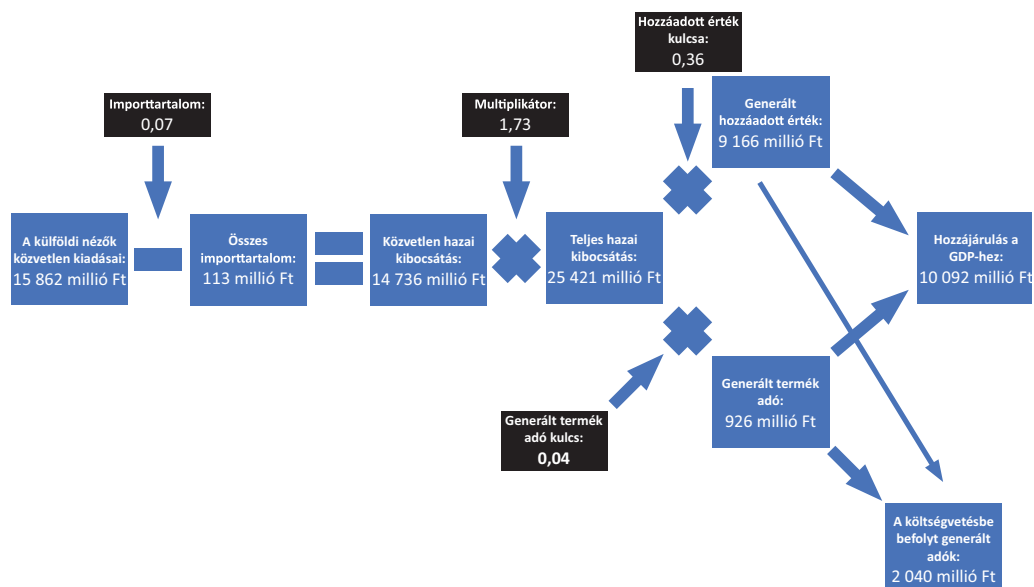 Hozzáadott érték
kulcsa:
0,36
Importtartalom:
0,07
Multiplikátor:
1,73
Generált
hozzáadott érték:
9 166 millió Ft
A külföldi nézők
közvetlen kiadásai:
15 862 millió Ft
Összes
importtartalom:
113 millió Ft
Közvetlen hazai
kibocsátás:
14 736 millió Ft
Teljes hazai
kibocsátás:
25 421 millió Ft
Hozzájárulás a
GDP-hez:
10 092 millió Ft
Generált termék
adó:
926 millió Ft
Generált termék
adó kulcs:
0,04
A költségvetésbe
befolyt generált
adók:
2 040 millió Ft